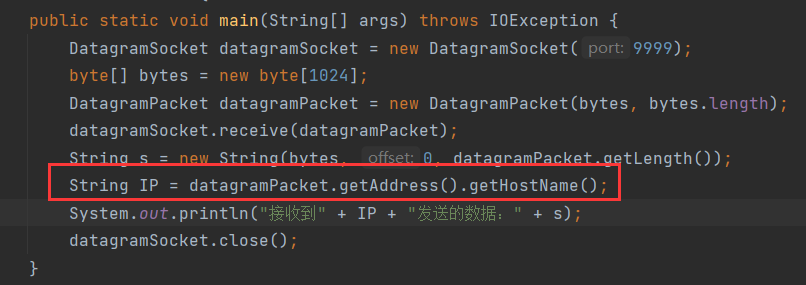 public static void main(String[] args) throws IOException {
DatagramSocket datagramSocket = new DatagramSocket( port: 9999);
byte[] bytes = new byte[1024];
DatagramPacket datagramPacket = new DatagramPacket(bytes, bytes.length);
datagramSocket.receive(datagramPacket);
String s = new String(bytes, offset: 0, datagramPacket.getLength());
String IP = datagramPacket.getAddress().getHostName();
System.out.println("接收到" + IP + "发送的数据：" + s);
datagramSocket.close();
}